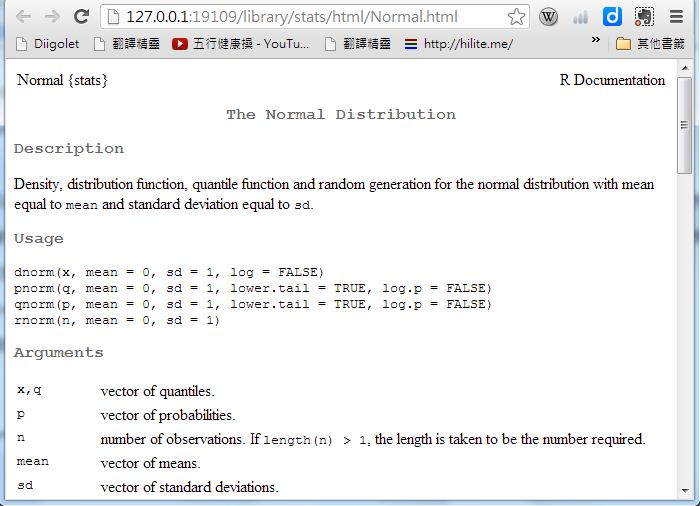 127.0.0.1:19109/library/stats/html/Normal.html
Diigolet 翻譯精靈 五行健康操 - YouTu... 翻譯精靈 http://hilite.me/ » 其他書籤
Normal {stats} R Documentation
The Normal Distribution
Description
Density, distribution function, quantile function and random generation for the normal distribution with mean
equal to mean and standard deviation equal to sd.
Usage
dnorm(x, mean = 0, sd = 1, log = FALSE)
pnorm(q, mean = 0, sd = 1, lower.tail = TRUE, log.p = FALSE)
qnorm(p, mean = 0, sd = 1, lower.tail = TRUE, log.p = FALSE)
rnorm(n, mean = 0, sd = 1)
Arguments
x,q vector of quantiles.
p vector of probabilities.
n number of observations. If length(n) > 1, the length is taken to be the number required.
mean vector of means.
sd vector of standard deviations.